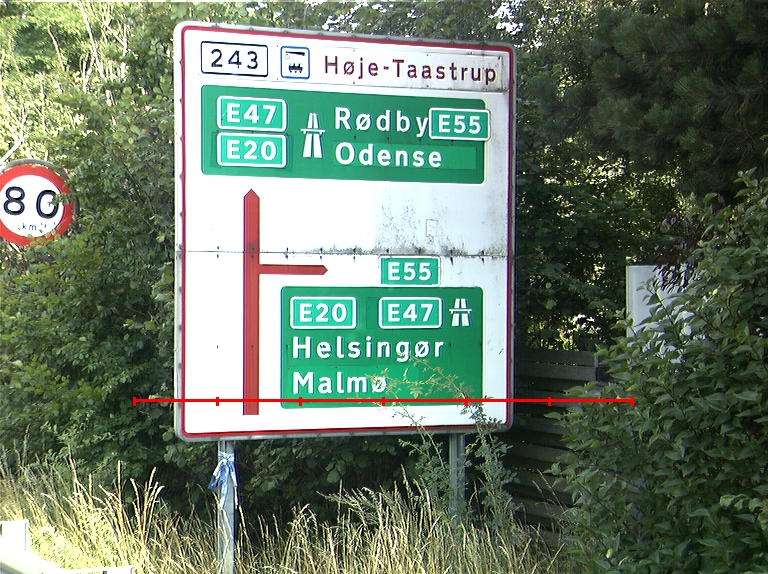 243 Høje-Taastrup
E47 Rødby E55
E20 Odense
80
km
E55
E20 E47
Helsingør
Malmø